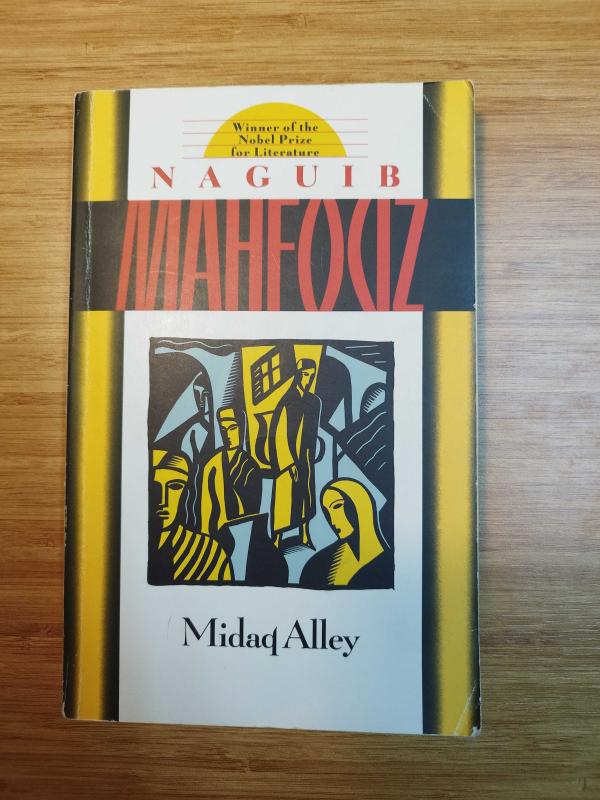 Winner of the
Nobel Prize
for Literature
NAGUIB
MAHFOUZ
Midaq Alley